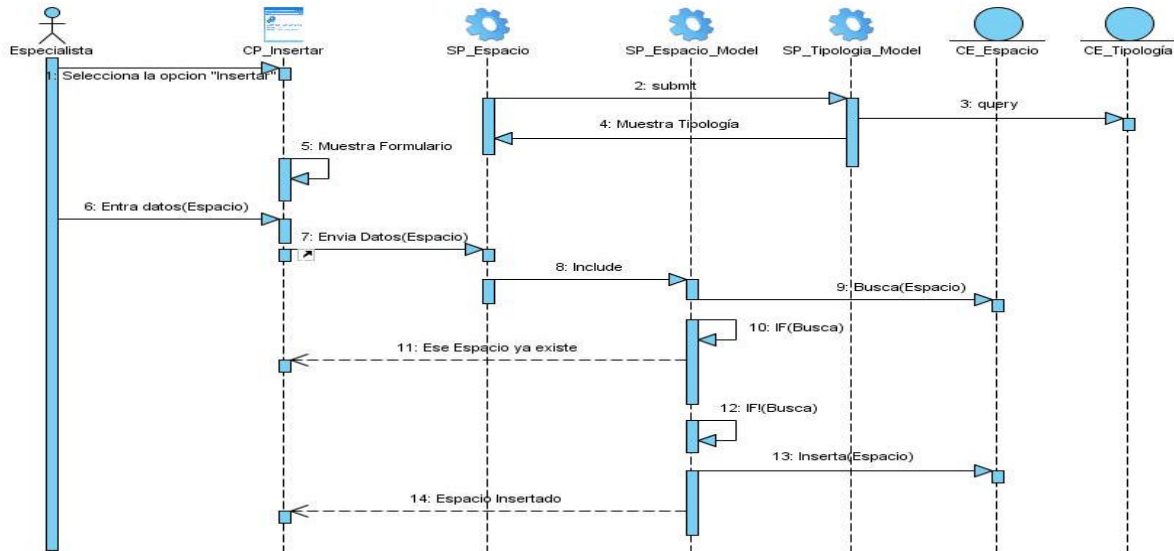 Especialista
CP_Insertar
SP_Espacio
SP_Espacio_Model
SP_Tipologia_Model
CE_Espacio
CE_Tipología
1: Selecciona la opcion "Insertar"
2: submit
3: query
4: Muestra Tipología
5: Muestra Formulario
6: Entra datos(Espacio)
7: Envia Datos(Espacio)
8: Include
9: Busca(Espacio)
10: IF(Busca)
11: Ese Espacio ya existe
12: IF!(Busca)
13: Inserta(Espacio)
14: Espacio Insertado